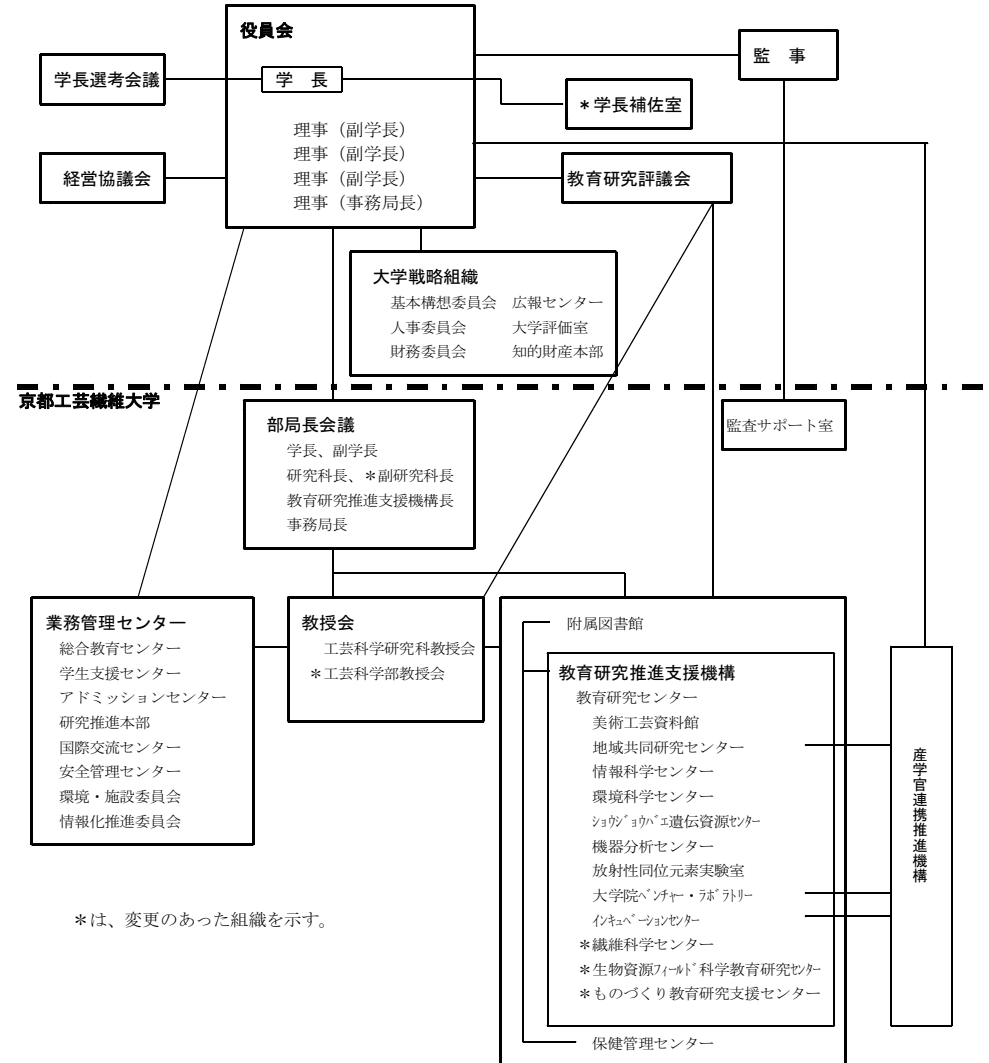 役員会
監　事
学長選考会議
学　長
＊学長補佐室
理事（副学長）
理事（副学長）
理事（副学長）
理事（事務局長）
経営協議会
教育研究評議会
大学戦略組織
基本構想委員会　広報センター
人事委員会　大学評価室
財務委員会　知的財産本部
京都工芸繊維大学
部局長会議
学長、副学長
研究科長、＊副研究科長
教育研究推進支援機構長
事務局長
監査サポート室
業務管理センター
総合教育センター
学生支援センター
アドミッションセンター
研究推進本部
国際交流センター
安全管理センター
環境・施設委員会
情報化推進委員会
教授会
工芸科学研究科教授会
＊工芸科学部教授会
附属図書館
教育研究推進支援機構
教育研究センター
美術工芸資料館
地域共同研究センター
情報科学センター
環境科学センター
ｼｮｳｼﾞｮｳﾊﾞｴ遺伝資源ｾﾝﾀｰ
機器分析センター
放射性同位元素実験室
大学院ﾍﾞﾝﾁｬｰ・ﾗﾎﾞﾗﾄﾘｰ
ｲﾝｷｭﾍﾞｰｼｮﾝｾﾝﾀｰ
＊繊維科学センター
＊生物資源ﾌｨｰﾙﾄﾞ科学教育研究ｾﾝﾀｰ
＊ものづくり教育研究支援センター
保健管理センター
産学官連携推進機構
＊は、変更のあった組織を示す。